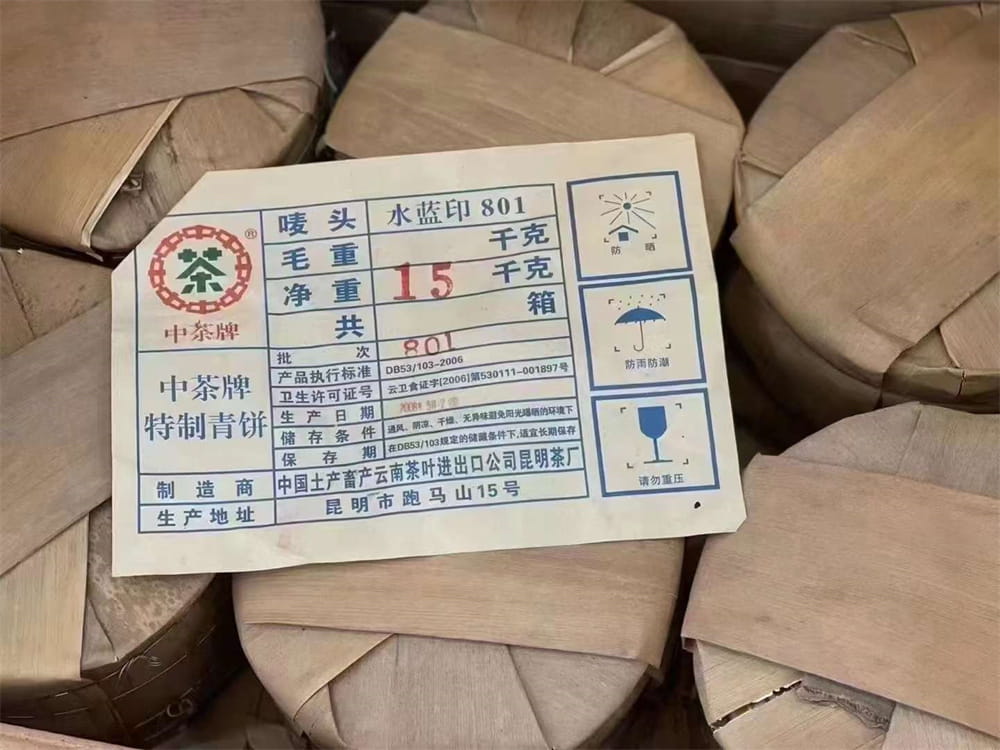 茶
®
中茶牌
中茶牌
特制青饼
唛头 水蓝印 801
毛重 千克
净重 15 千克
共 箱
批次 801
产品执行标准 DB53/103-2006
卫生许可证号 云卫食证字[2006]第530111-001897号
生产日期
储存条件 通风、阴凉、干燥、无异味避免阳光曝晒的环境下
保存期 在DB53/103规定的储藏条件下,适宜长期保存
制造商 中国土产畜产云南茶叶进出口公司昆明茶厂
生产地址 昆明市跑马山15号
防晒
防雨防潮
请勿重压